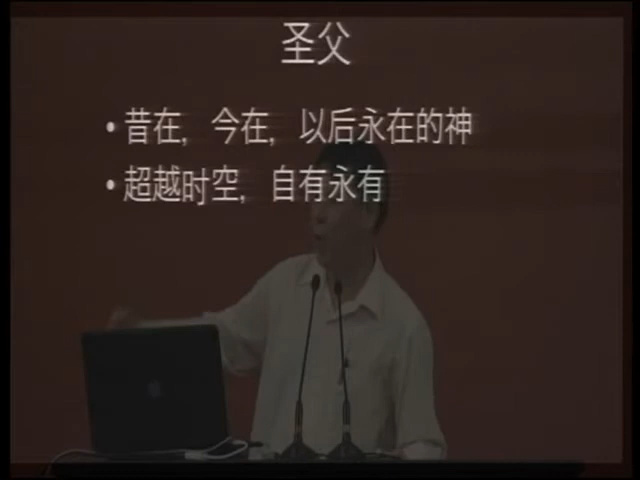 圣父
• 昔在，今在，以后永在的神
• 超越时空，自有永有